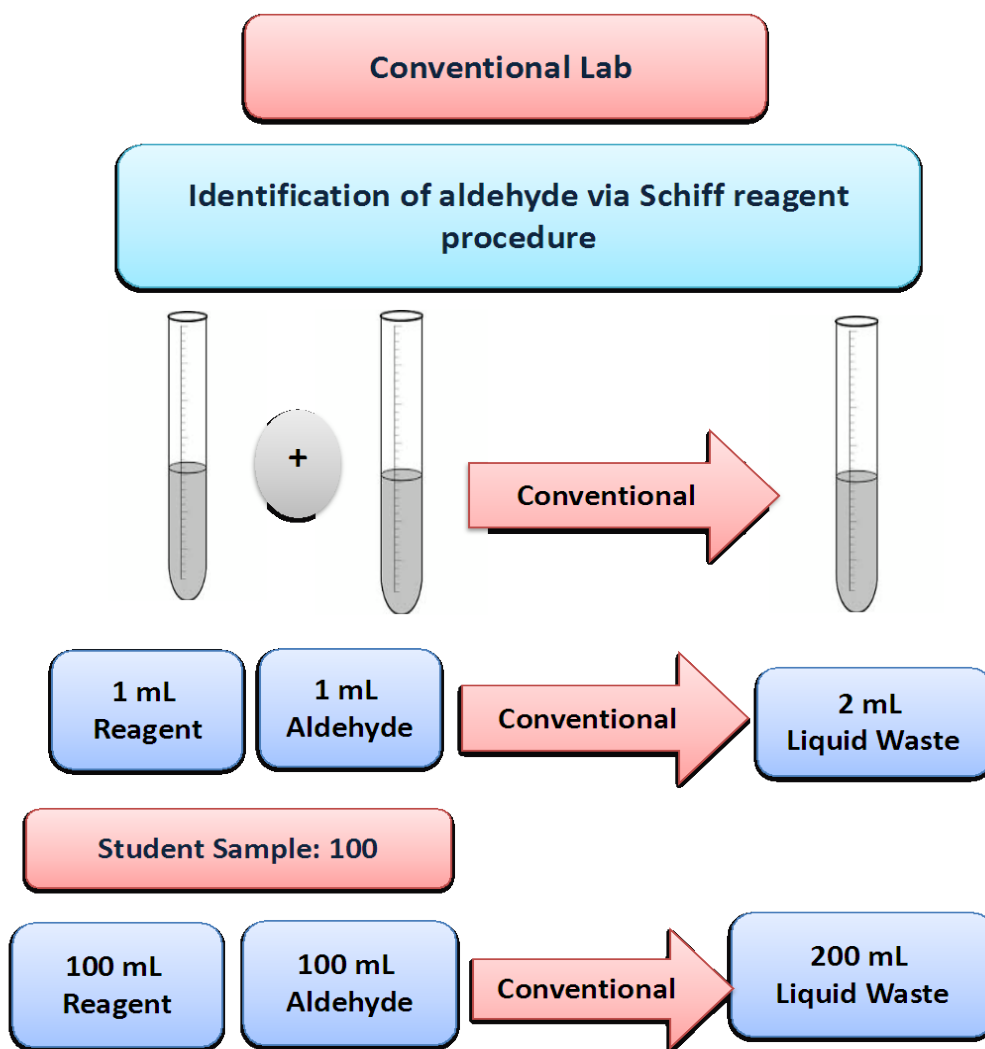 Conventional Lab
Identification of aldehyde via Schiff reagent
procedure
+
Conventional
1 mL
Reagent
1 mL
Aldehyde
Conventional
2 mL
Liquid Waste
Student Sample: 100
100 mL
Reagent
100 mL
Aldehyde
Conventional
200 mL
Liquid Waste